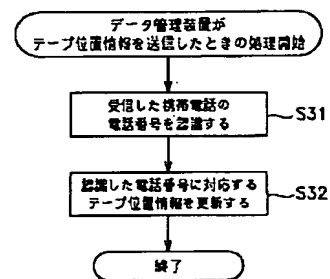 データ管理装置が
テープ位置情報を送信したときの処理開始
受信した携帯電話の
電話番号を認識する
S31
認識した電話番号に対応する
テープ位置情報を更新する
S32
終了